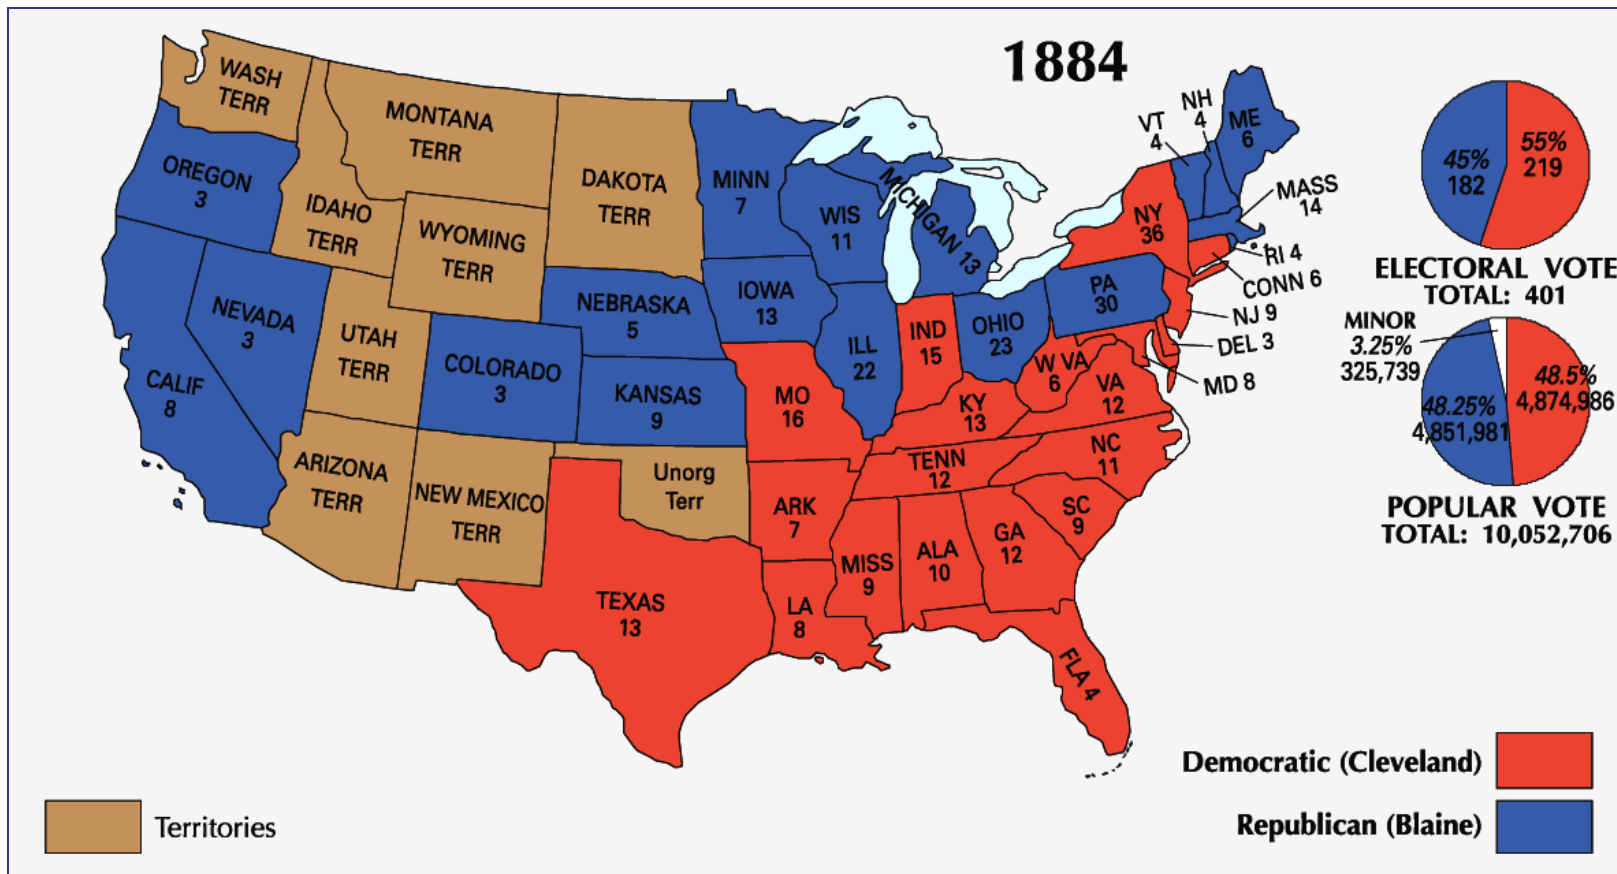 1884
WASH
TERR
MONTANA
TERR
DAKOTA
TERR
MINN
7
OREGON
3
IDAHO
TERR
WYOMING
TERR
WIS
11
MICHIGAN 13
VT
4
NH
4
ME
6
MASS
14
NY
36
RI 4
CONN 6
NJ 9
DEL 3
MD 8
PA
30
NEVADA
3
UTAH
TERR
NEBRASKA
5
IOWA
13
ILL
22
IND
15
OHIO
23
W VA
6
VA
12
CALIF
8
COLORADO
3
KANSAS
9
MO
16
KY
13
NC
11
TENN
12
ARIZONA
TERR
NEW MEXICO
TERR
Unorg
Terr
ARK
7
SC
9
MISS
9
ALA
10
GA
12
TEXAS
13
LA
8
FLA 4
45%
182
55%
219
ELECTORAL VOTE
TOTAL: 401
MINOR
3.25%
325,739
48.25%
4,851,981
48.5%
4,874,986
POPULAR VOTE
TOTAL: 10,052,706
Democratic (Cleveland)
Republican (Blaine)
Territories